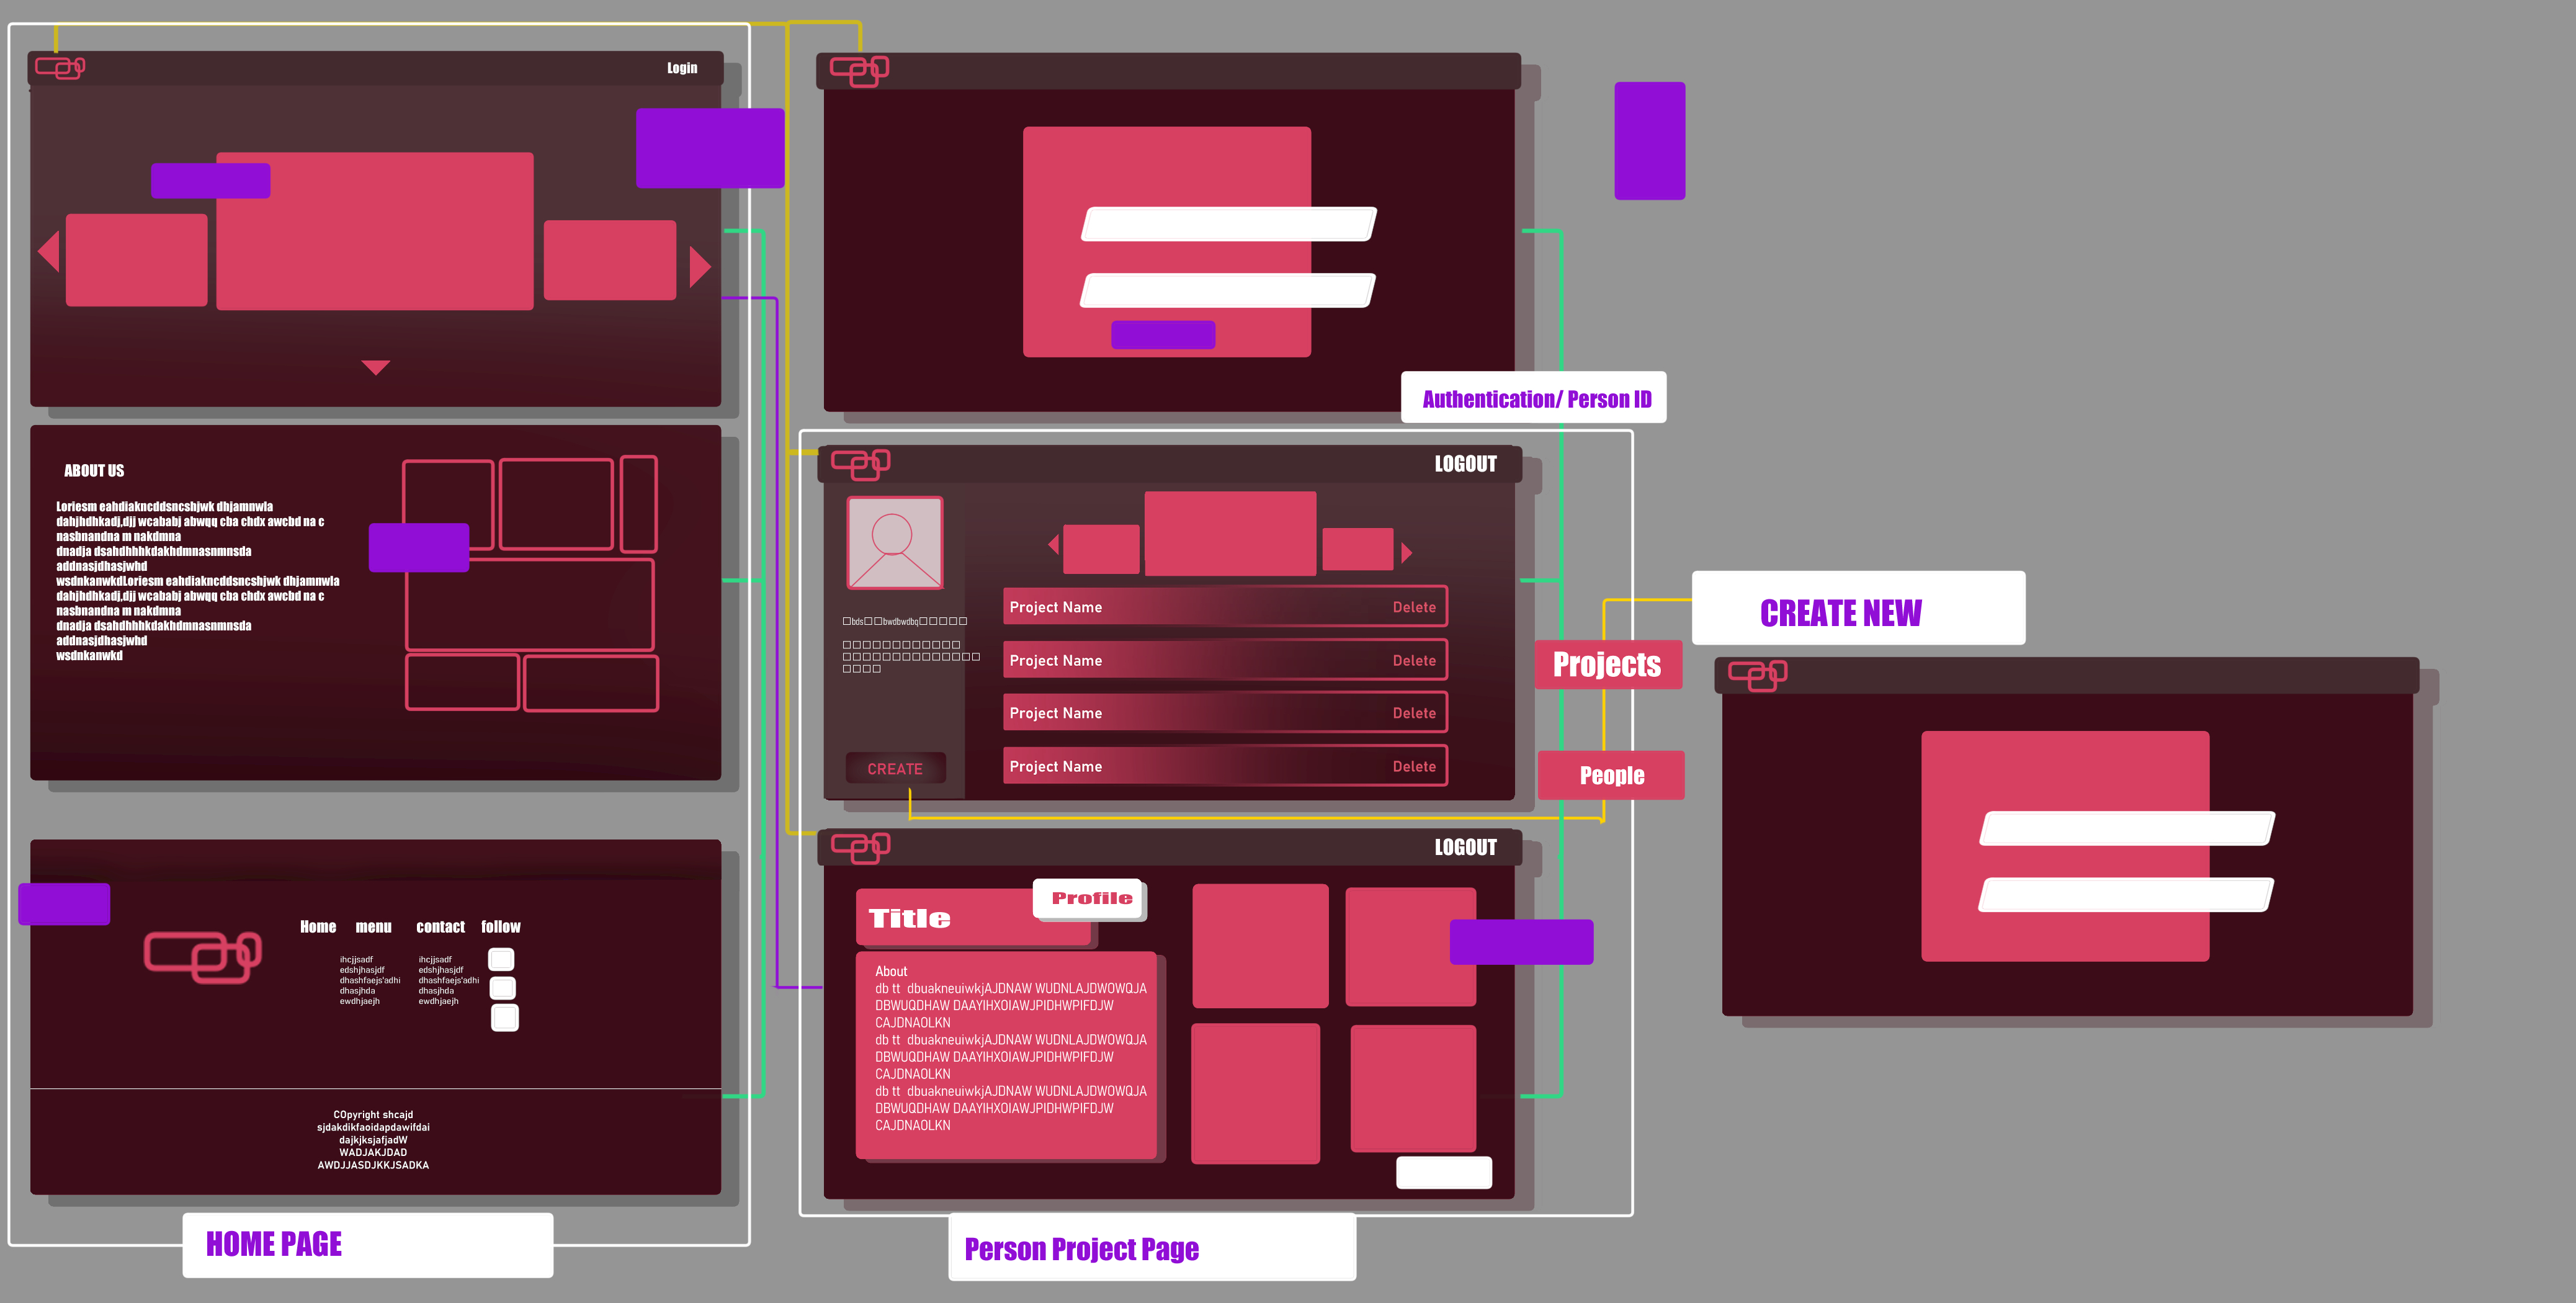 Login
ABOUT US
Loriesm eahdiakncddsncshjwk dhjamnwla
dahjhdhkadj,djj wcababj abwqq cba chdx awcbd na c
nasbnandna m nakdmna
dnadja dsahdhhhkdakhdmnasnmnsda
addnasjdhasjwhd
wsdnkanwkdLoriesm eahdiakncddsncshjwk dhjamnwla
dahjhdhkadj,djj wcababj abwqq cba chdx awcbd na c
nasbnandna m nakdmna
dnadja dsahdhhhkdakhdmnasnmnsda
addnasjdhasjwhd
wsdnkanwkd
Home menu contact follow
ihcjjsadf
edshjhasjdf
dhashfaejs'adhi
dhasjhda
ewdhjaejh
ihcjjsadf
edshjhasjdf
dhashfaejs'adhi
dhasjhda
ewdhjaejh
COpyright shcajd
sjdakdikfaoidapdawifdai
dajkjksjafjadW
WADJAKJDAD
AWDJJASDJKKJSADKA
HOME PAGE
Authentication/ Person ID
LOGOUT
bds bwdbwdbq
Project Name Delete
Project Name Delete
Project Name Delete
Project Name Delete
CREATE
Projects
People
LOGOUT
Profile
Title
About
db tt dbuakneuiwkjAJDNAW WUDNLAJDWOWQJA
DBWUQDHAW DAAYIHXOIAWJPIDHWPIFDJW
CAJDNAOLKN
db tt dbuakneuiwkjAJDNAW WUDNLAJDWOWQJA
DBWUQDHAW DAAYIHXOIAWJPIDHWPIFDJW
CAJDNAOLKN
db tt dbuakneuiwkjAJDNAW WUDNLAJDWOWQJA
DBWUQDHAW DAAYIHXOIAWJPIDHWPIFDJW
CAJDNAOLKN
Person Project Page
CREATE NEW